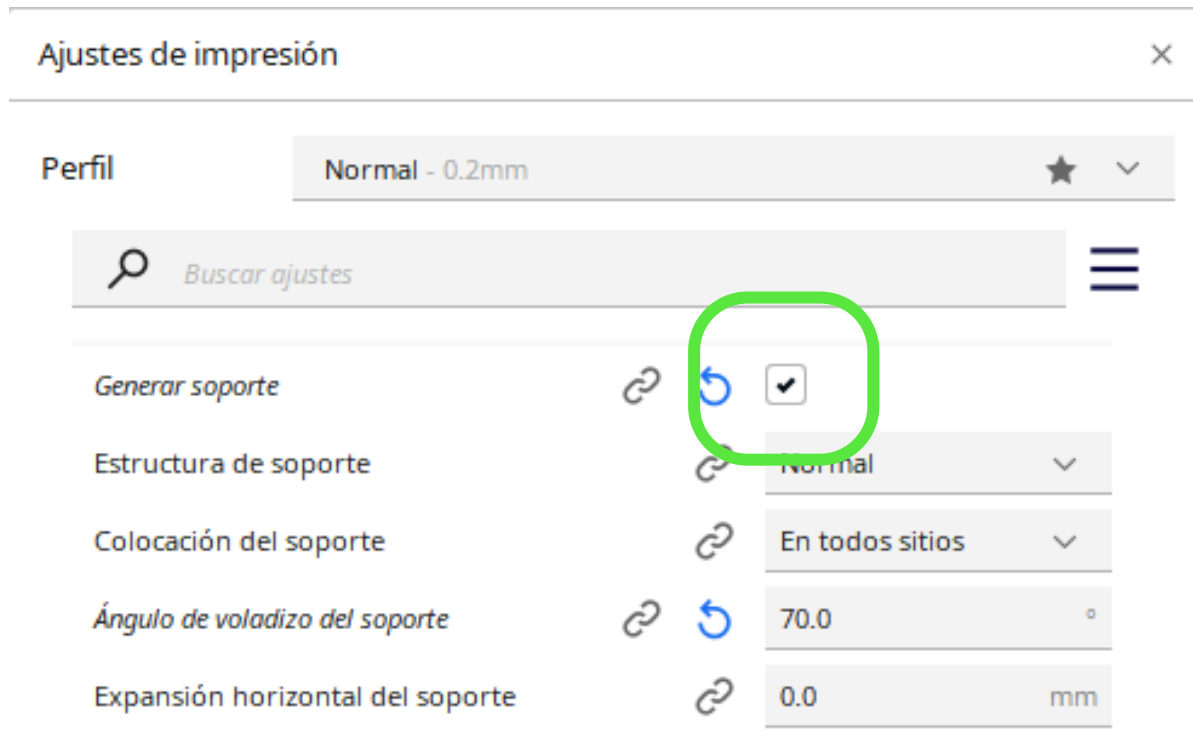 Ajustes de impresión
Perfil Normal - 0.2mm
Buscar ajustes
Generar soporte
Estructura de soporte Normal
Colocación del soporte En todos sitios
Ángulo de voladizo del soporte 70.0 °
Expansión horizontal del soporte 0.0 mm